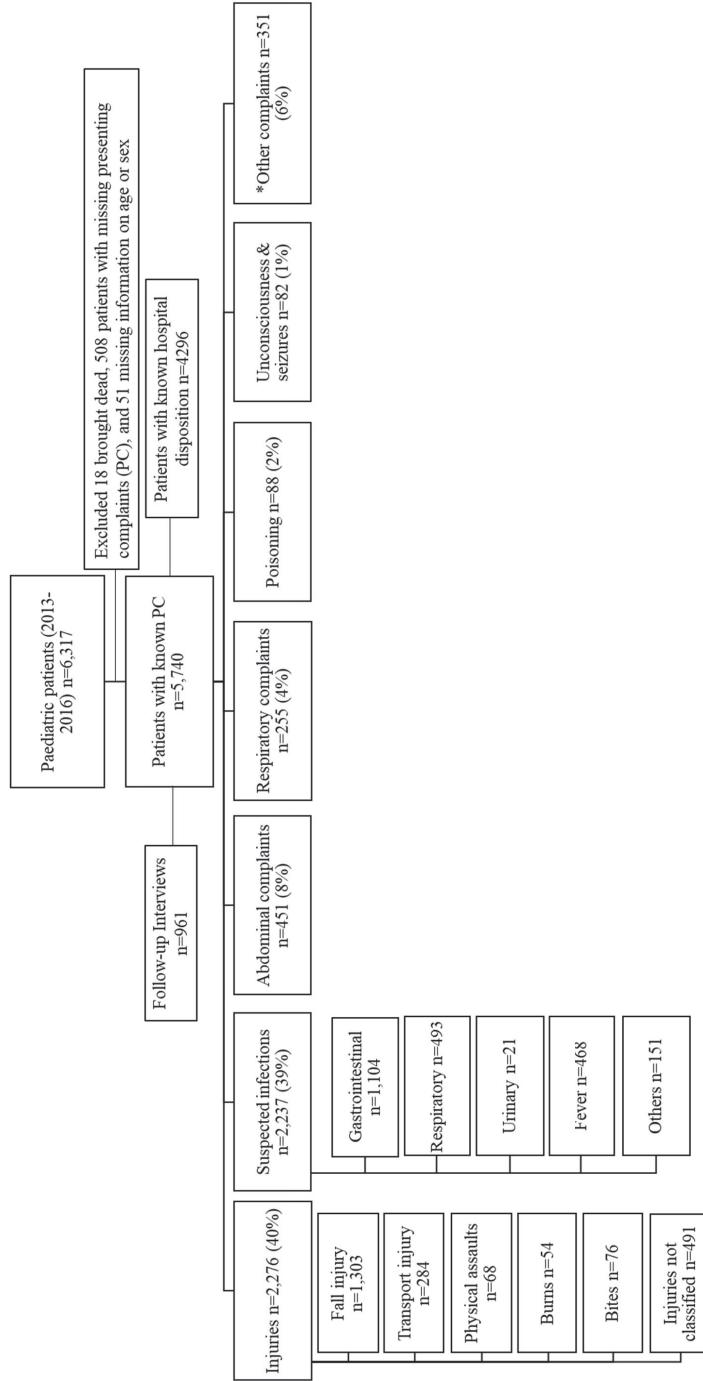 Paediatric patients (2013-
2016) n=6,317
Excluded 18 brought dead, 508 patients with missing presenting
complaints (PC), and 51 missing information on age or sex
Follow-up Interviews
n=961
Patients with known PC
n=5,740
Patients with known hospital
disposition n=4296
Injuries n=2,276 (40%)
Suspected infections
n=2,237 (39%)
Abdominal complaints
n=451 (8%)
Respiratory complaints
n=255 (4%)
Poisoning n=88 (2%)
Unconsciousness &
seizures n=82 (1%)
*Other complaints n=351
(6%)
Fall injury
n=1,303
Transport injury
n=284
Physical assaults
n=68
Burns n=54
Bites n=76
Injuries not
classified n=491
Gastrointestinal
n=1,104
Respiratory n=493
Urinary n=21
Fever n=468
Others n=151